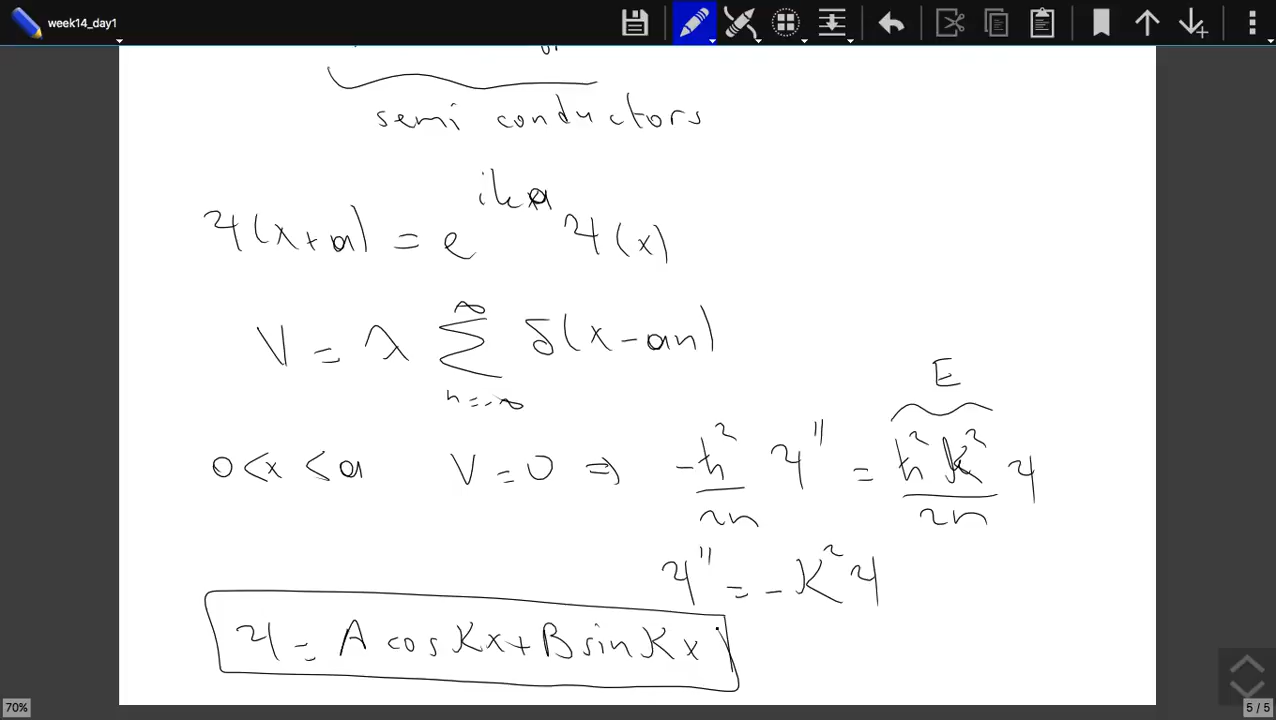 week14_day1
semi conductors
Ψ(x+a) = e^{ika} Ψ(x)
V = λ ∑_{n=-∞}^{∞} δ(x-an)
E
0<x<a V=0 ⇒ -ħ²/2m Ψ'' = ħ²K²/2m Ψ
Ψ'' = -K²Ψ
Ψ = A cos Kx + B sin Kx
70%
5 / 5